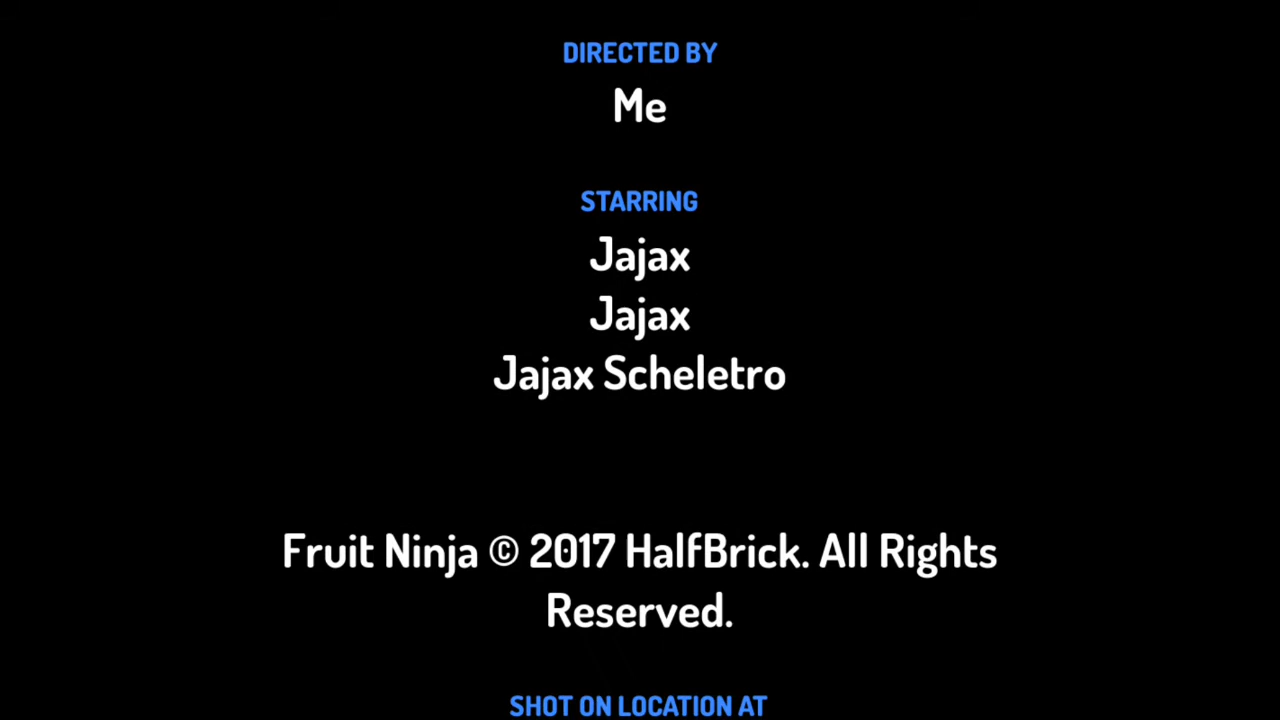 DIRECTED BY
Me
STARRING
Jajax
Jajax
Jajax Scheletro
Fruit Ninja © 2017 HalfBrick. All Rights
Reserved.
SHOT ON LOCATION AT